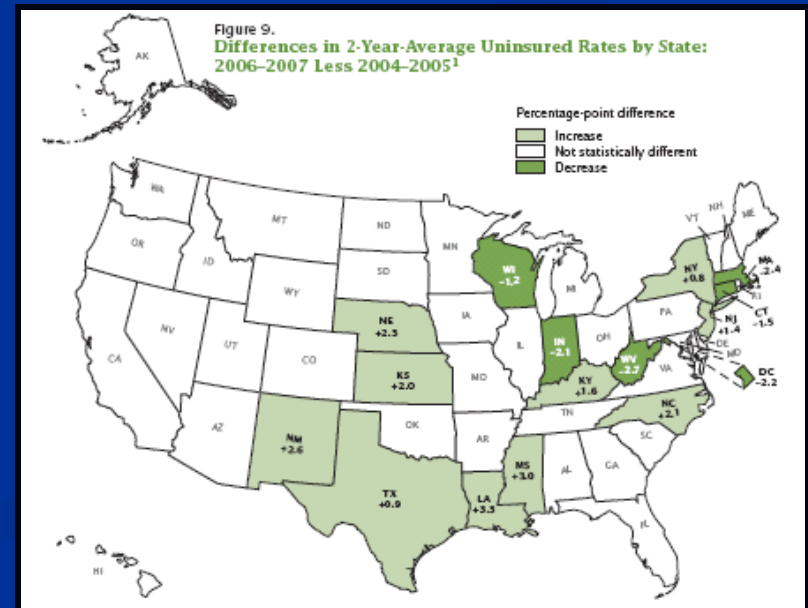 Figure 9.
Differences in 2-Year-Average Uninsured Rates by State:
2006–2007 Less 2004–2005¹
Percentage-point difference
Increase
Not statistically different
Decrease
AK
WA
OR
CA
ID
NV
MT
WY
UT
AZ
CO
NM
+2.6
ND
SD
NE
+2.3
KS
+2.0
OK
TX
+0.9
MN
IA
MO
AR
LA
+3.3
WI
–1.2
IL
MI
IN
–2.1
OH
KY
+1.6
TN
MS
+3.0
AL
GA
FL
SC
NC
+2.1
VA
WV
–2.7
PA
NY
+0.8
VT
NH
ME
MA
–2.4
RI
CT
–1.5
NJ
+1.4
DE
MD
DC
–2.2
HI